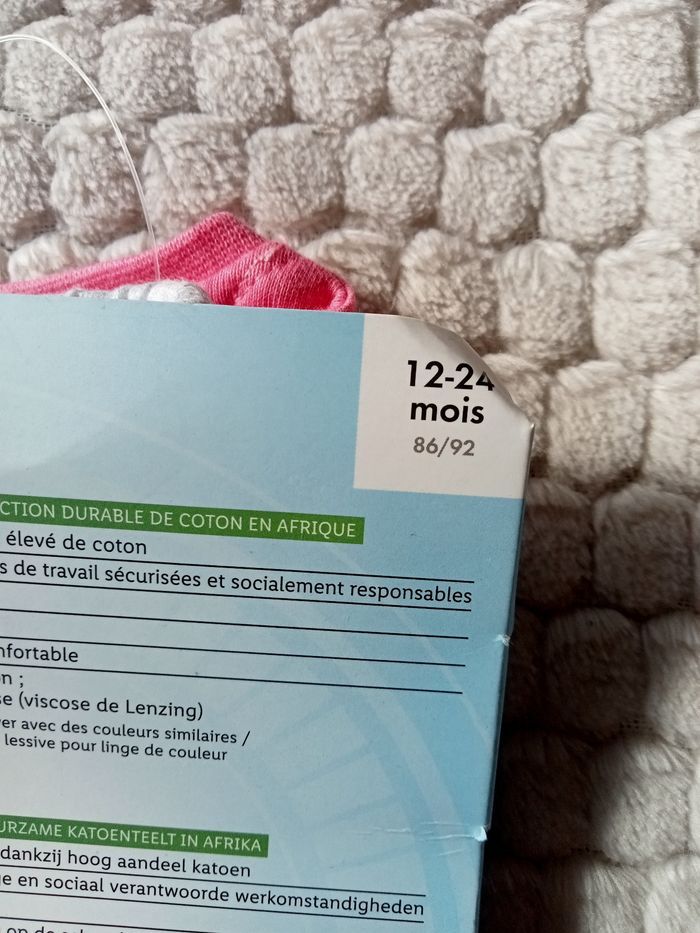 12-24
mois
86/92
CTION DURABLE DE COTON EN AFRIQUE
élevé de coton
s de travail sécurisées et socialement responsables
nfortable
n ;
se (viscose de Lenzing)
er avec des couleurs similaires /
lessive pour linge de couleur
URZAME KATOENTEELT IN AFRIKA
dankzij hoog aandeel katoen
e en sociaal verantwoorde werkomstandigheden